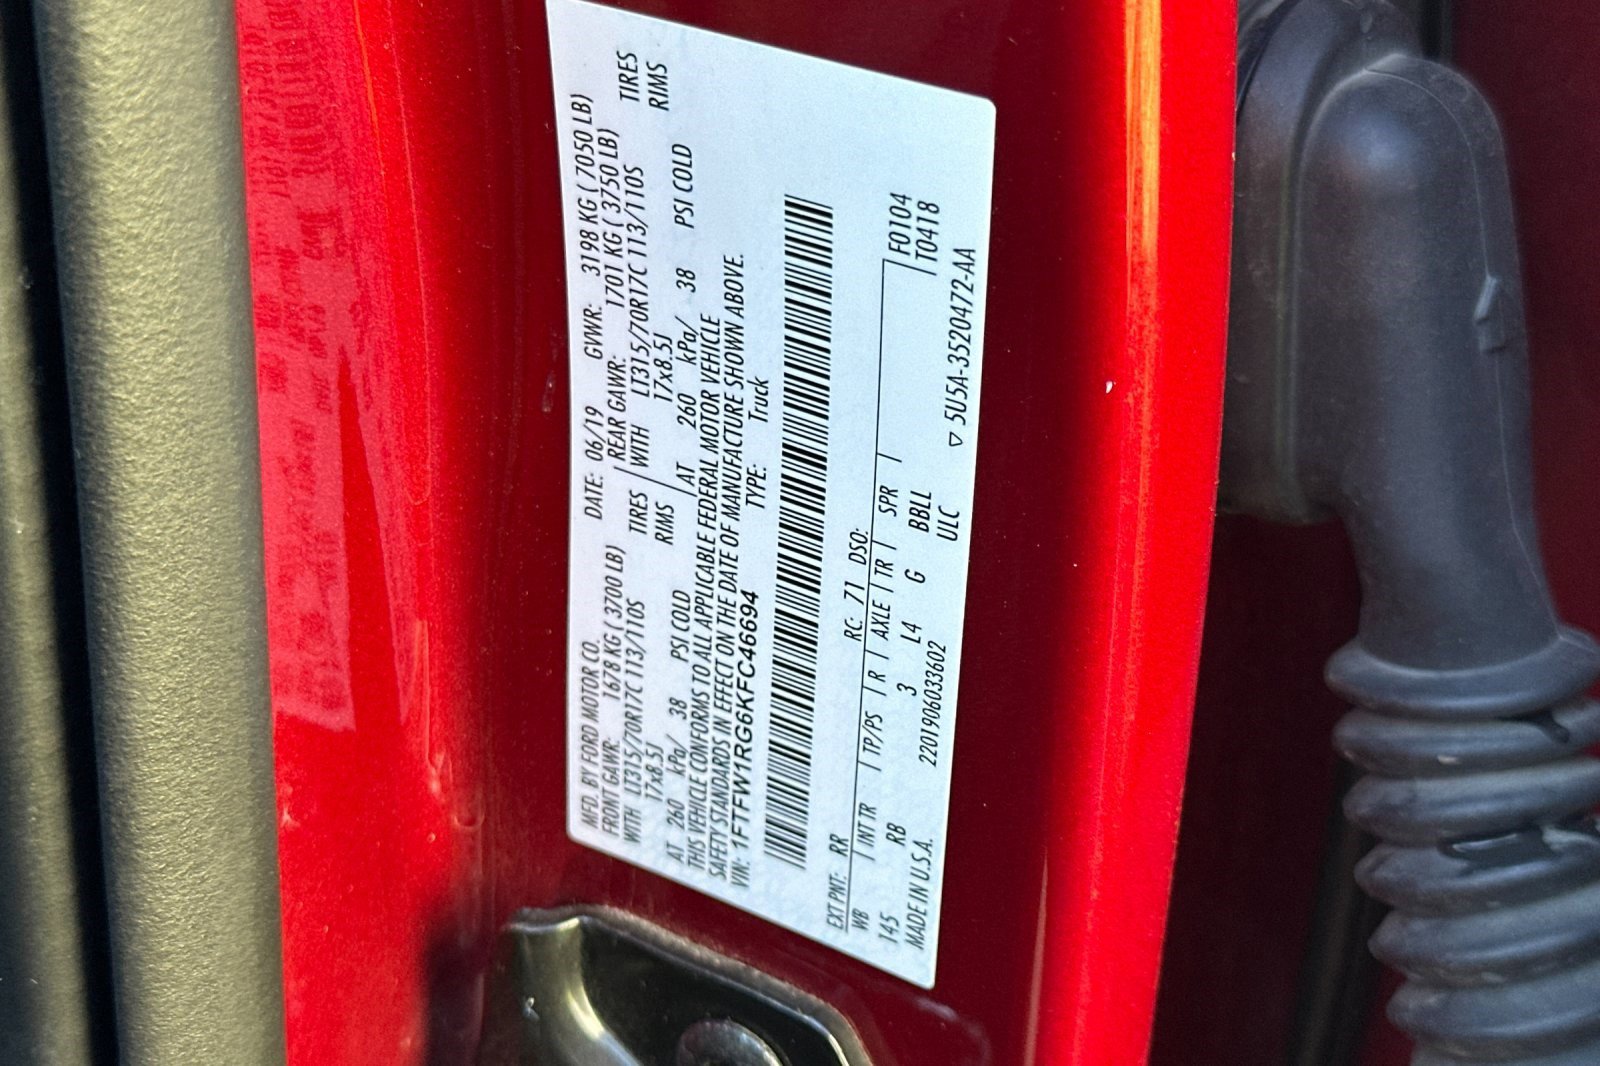 MFD. BY FORD MOTOR CO.
DATE: 06/19 GVWR: 3198 KG ( 7050 LB)
FRONT GAWR: 1678 KG ( 3700 LB) REAR GAWR: 1701 KG ( 3750 LB)
WITH LT315/70R17C 113/110S TIRES WITH LT315/70R17C 113/110S TIRES
17x8.5J RIMS 17x8.5J RIMS
AT 260 kPa/ 38 PSI COLD AT 260 kPa/ 38 PSI COLD
THIS VEHICLE CONFORMS TO ALL APPLICABLE FEDERAL MOTOR VEHICLE
SAFETY STANDARDS IN EFFECT ON THE DATE OF MANUFACTURE SHOWN ABOVE.
VIN: 1FTFW1RG6KFC46694 TYPE: Truck
EXT PNT: RR RC: 71 DSO: F0104
WB INT TR TP/PS R AXLE TR SPR T0418
145 RB 3 L4 G BBLL
MADE IN U.S.A. 2201906033602 ULC ▽ 5U5A-3520472-AA